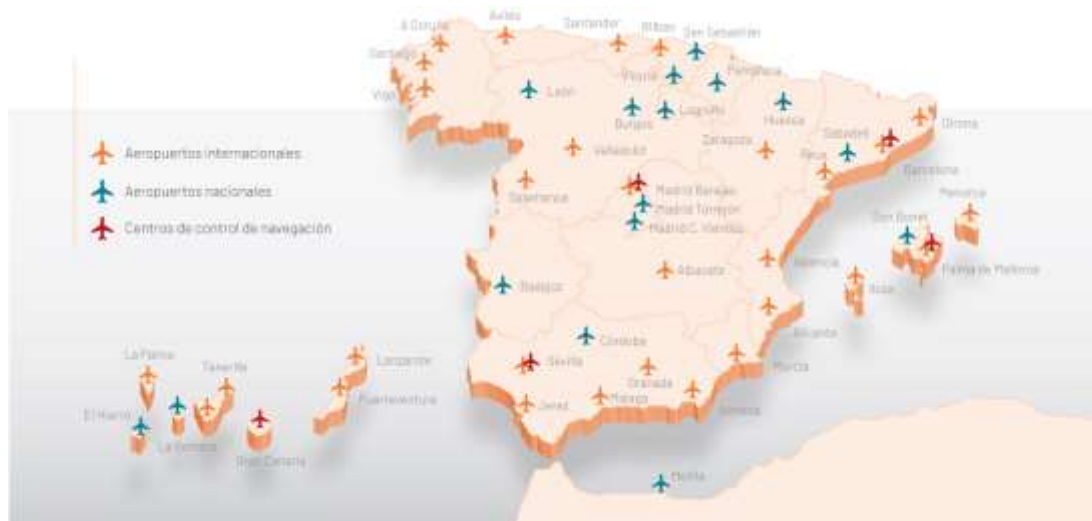 A Coruña
Avilés
Santander
Bilbao
San Sebastián
Santiago
Vigo
León
Vitoria
Pamplona
Burgos
Logroño
Huesca
Girona
Aeropuertos internacionales
Valladolid
Zaragoza
Reus
Sabadell
Barcelona
Aeropuertos nacionales
Salamanca
Madrid Barajas
Madrid Torrejón
Menorca
Centros de control de navegación
Madrid C. Vientos
Son Bonet
Palma de Mallorca
Valencia
Albacete
Ibiza
Badajoz
Alicante
Córdoba
La Palma
Tenerife
Lanzarote
Sevilla
Granada
Murcia
Fuerteventura
Málaga
Jerez
Almería
El Hierro
La Gomera
Gran Canaria
Melilla